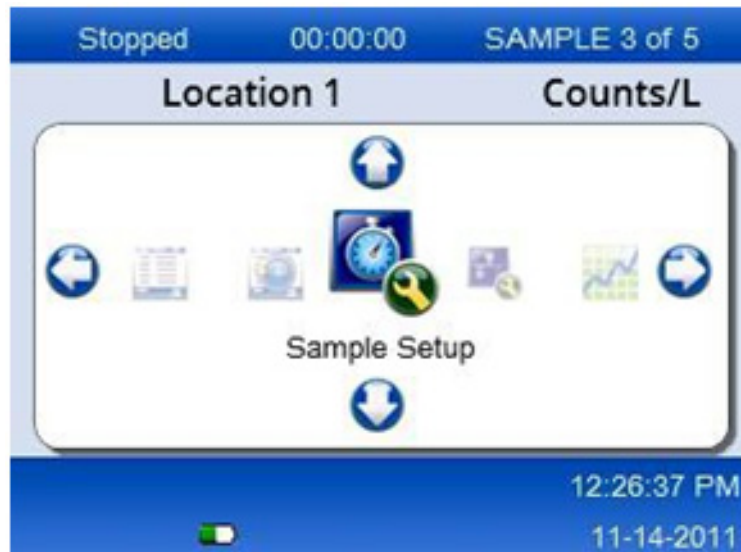 Stopped 00:00:00 SAMPLE 3 of 5
Location 1 Counts/L
Sample Setup
12:26:37 PM
11-14-2011